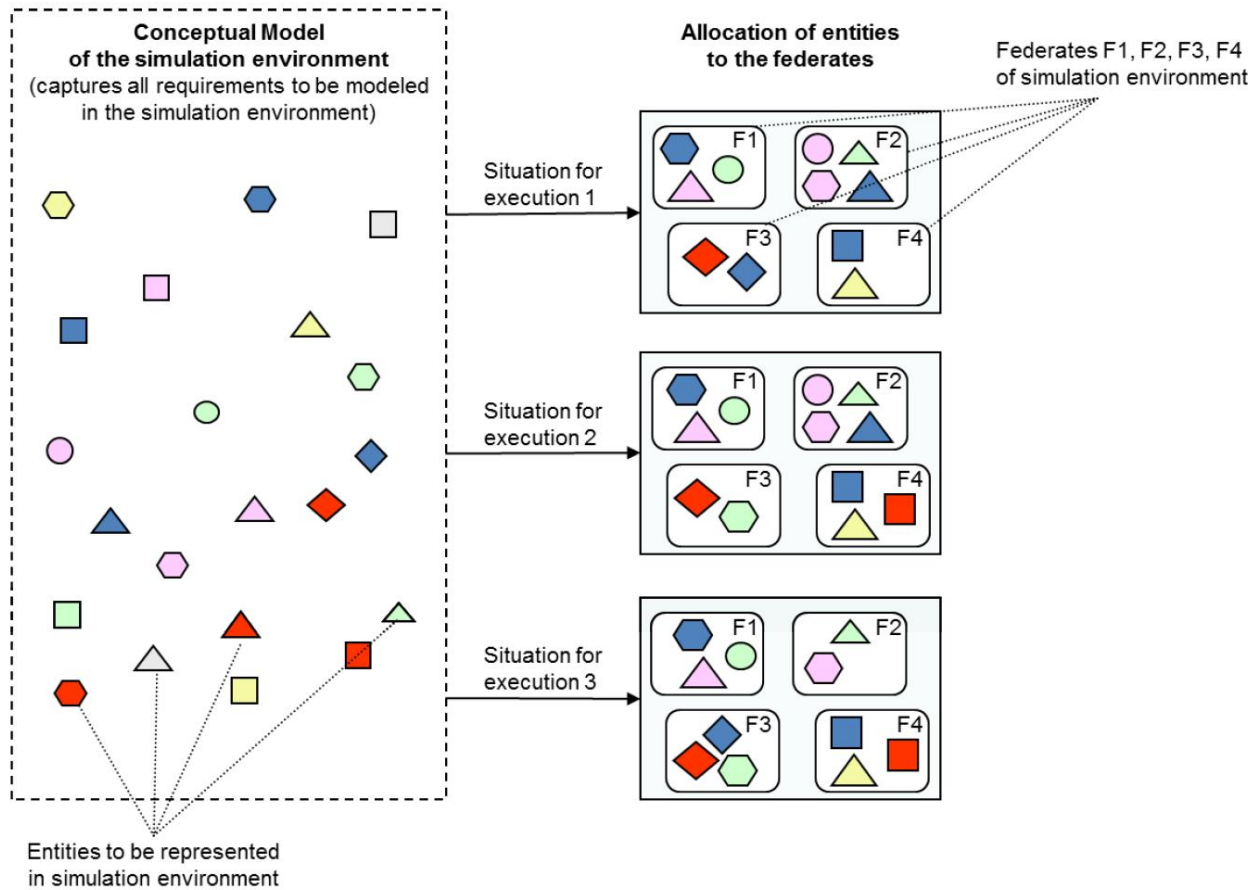 Conceptual Model
of the simulation environment
(captures all requirements to be modeled
in the simulation environment)
Allocation of entities
to the federates
Federates F1, F2, F3, F4
of simulation environment
Situation for
execution 1
F1
F2
F3
F4
Situation for
execution 2
F1
F2
F3
F4
Situation for
execution 3
F1
F2
F3
F4
Entities to be represented
in simulation environment